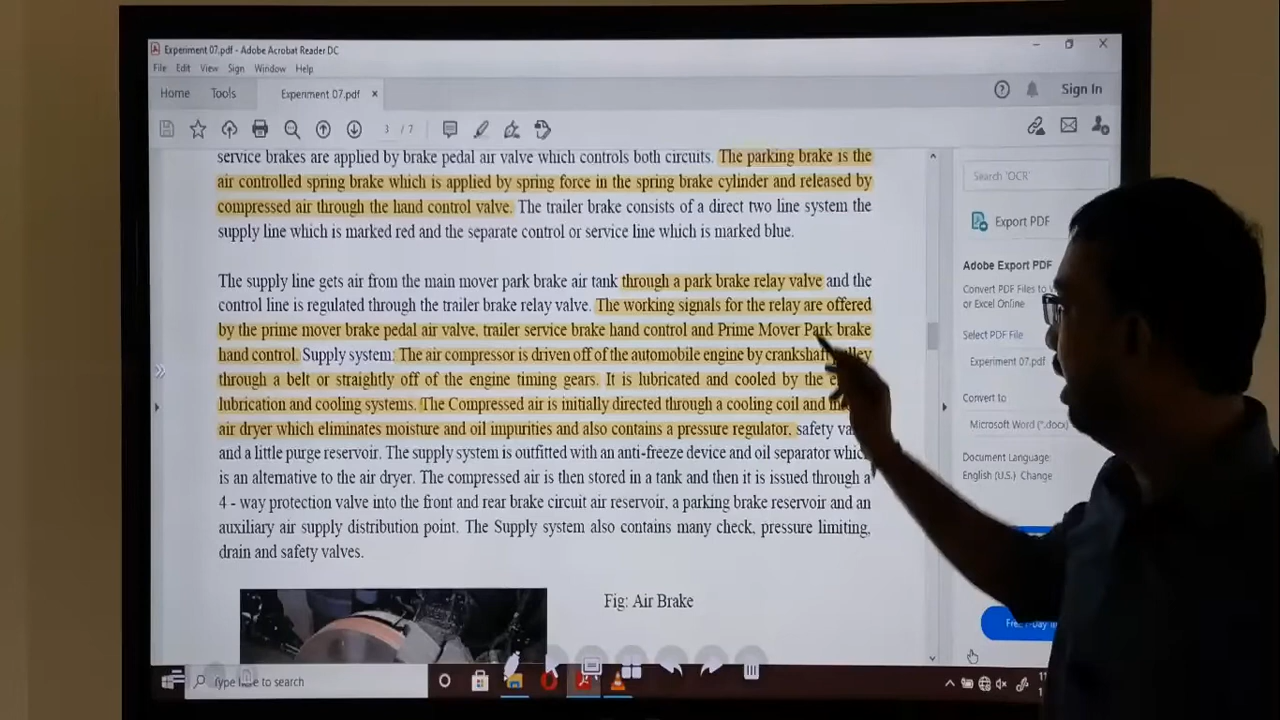 Experiment 07.pdf - Adobe Acrobat Reader DC
File Edit View Sign Window Help
Home Tools Experiment 07.pdf × Sign In
3 / 7
service brakes are applied by brake pedal air valve which controls both circuits. The parking brake is the
air controlled spring brake which is applied by spring force in the spring brake cylinder and released by
compressed air through the hand control valve. The trailer brake consists of a direct two line system the
supply line which is marked red and the separate control or service line which is marked blue.
The supply line gets air from the main mover park brake air tank through a park brake relay valve and the
control line is regulated through the trailer brake relay valve. The working signals for the relay are offered
by the prime mover brake pedal air valve, trailer service brake hand control and Prime Mover Park brake
hand control. Supply system: The air compressor is driven off of the automobile engine by crankshaft pulley
through a belt or straightly off of the engine timing gears. It is lubricated and cooled by the
lubrication and cooling systems. The Compressed air is initially directed through a cooling coil and
air dryer which eliminates moisture and oil impurities and also contains a pressure regulator, safety
and a little purge reservoir. The supply system is outfitted with an anti-freeze device and oil separator which
is an alternative to the air dryer. The compressed air is then stored in a tank and then it is issued through a
4 - way protection valve into the front and rear brake circuit air reservoir, a parking brake reservoir and an
auxiliary air supply distribution point. The Supply system also contains many check, pressure limiting,
drain and safety valves.
Fig: Air Brake
Search 'OCR'
Export PDF
Adobe Export PDF
Convert PDF Files to
or Excel Online
Select PDF File
Experiment 07.pdf
Convert to
Microsoft Word (*.docx)
Document Language:
English (U.S.) Change
Type here to search